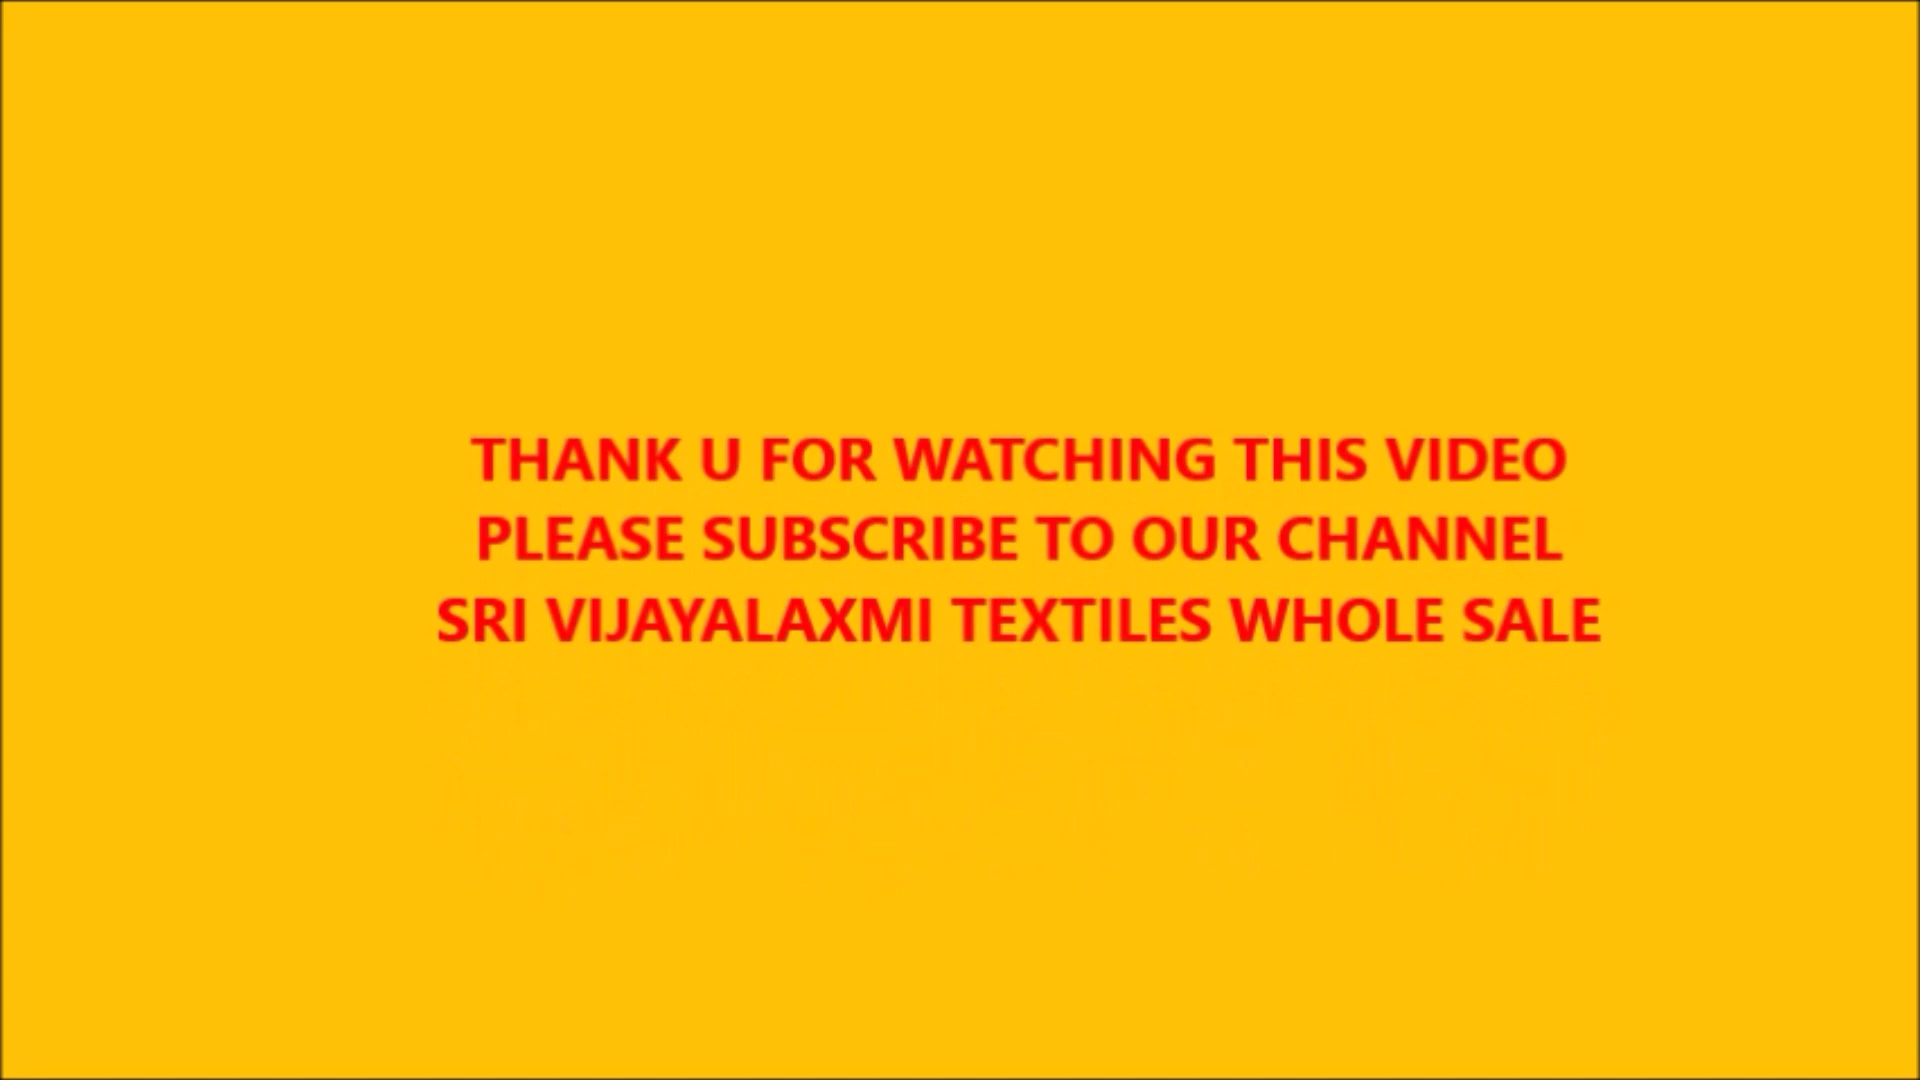 THANK U FOR WATCHING THIS VIDEO
PLEASE SUBSCRIBE TO OUR CHANNEL
SRI VIJAYALAXMI TEXTILES WHOLE SALE